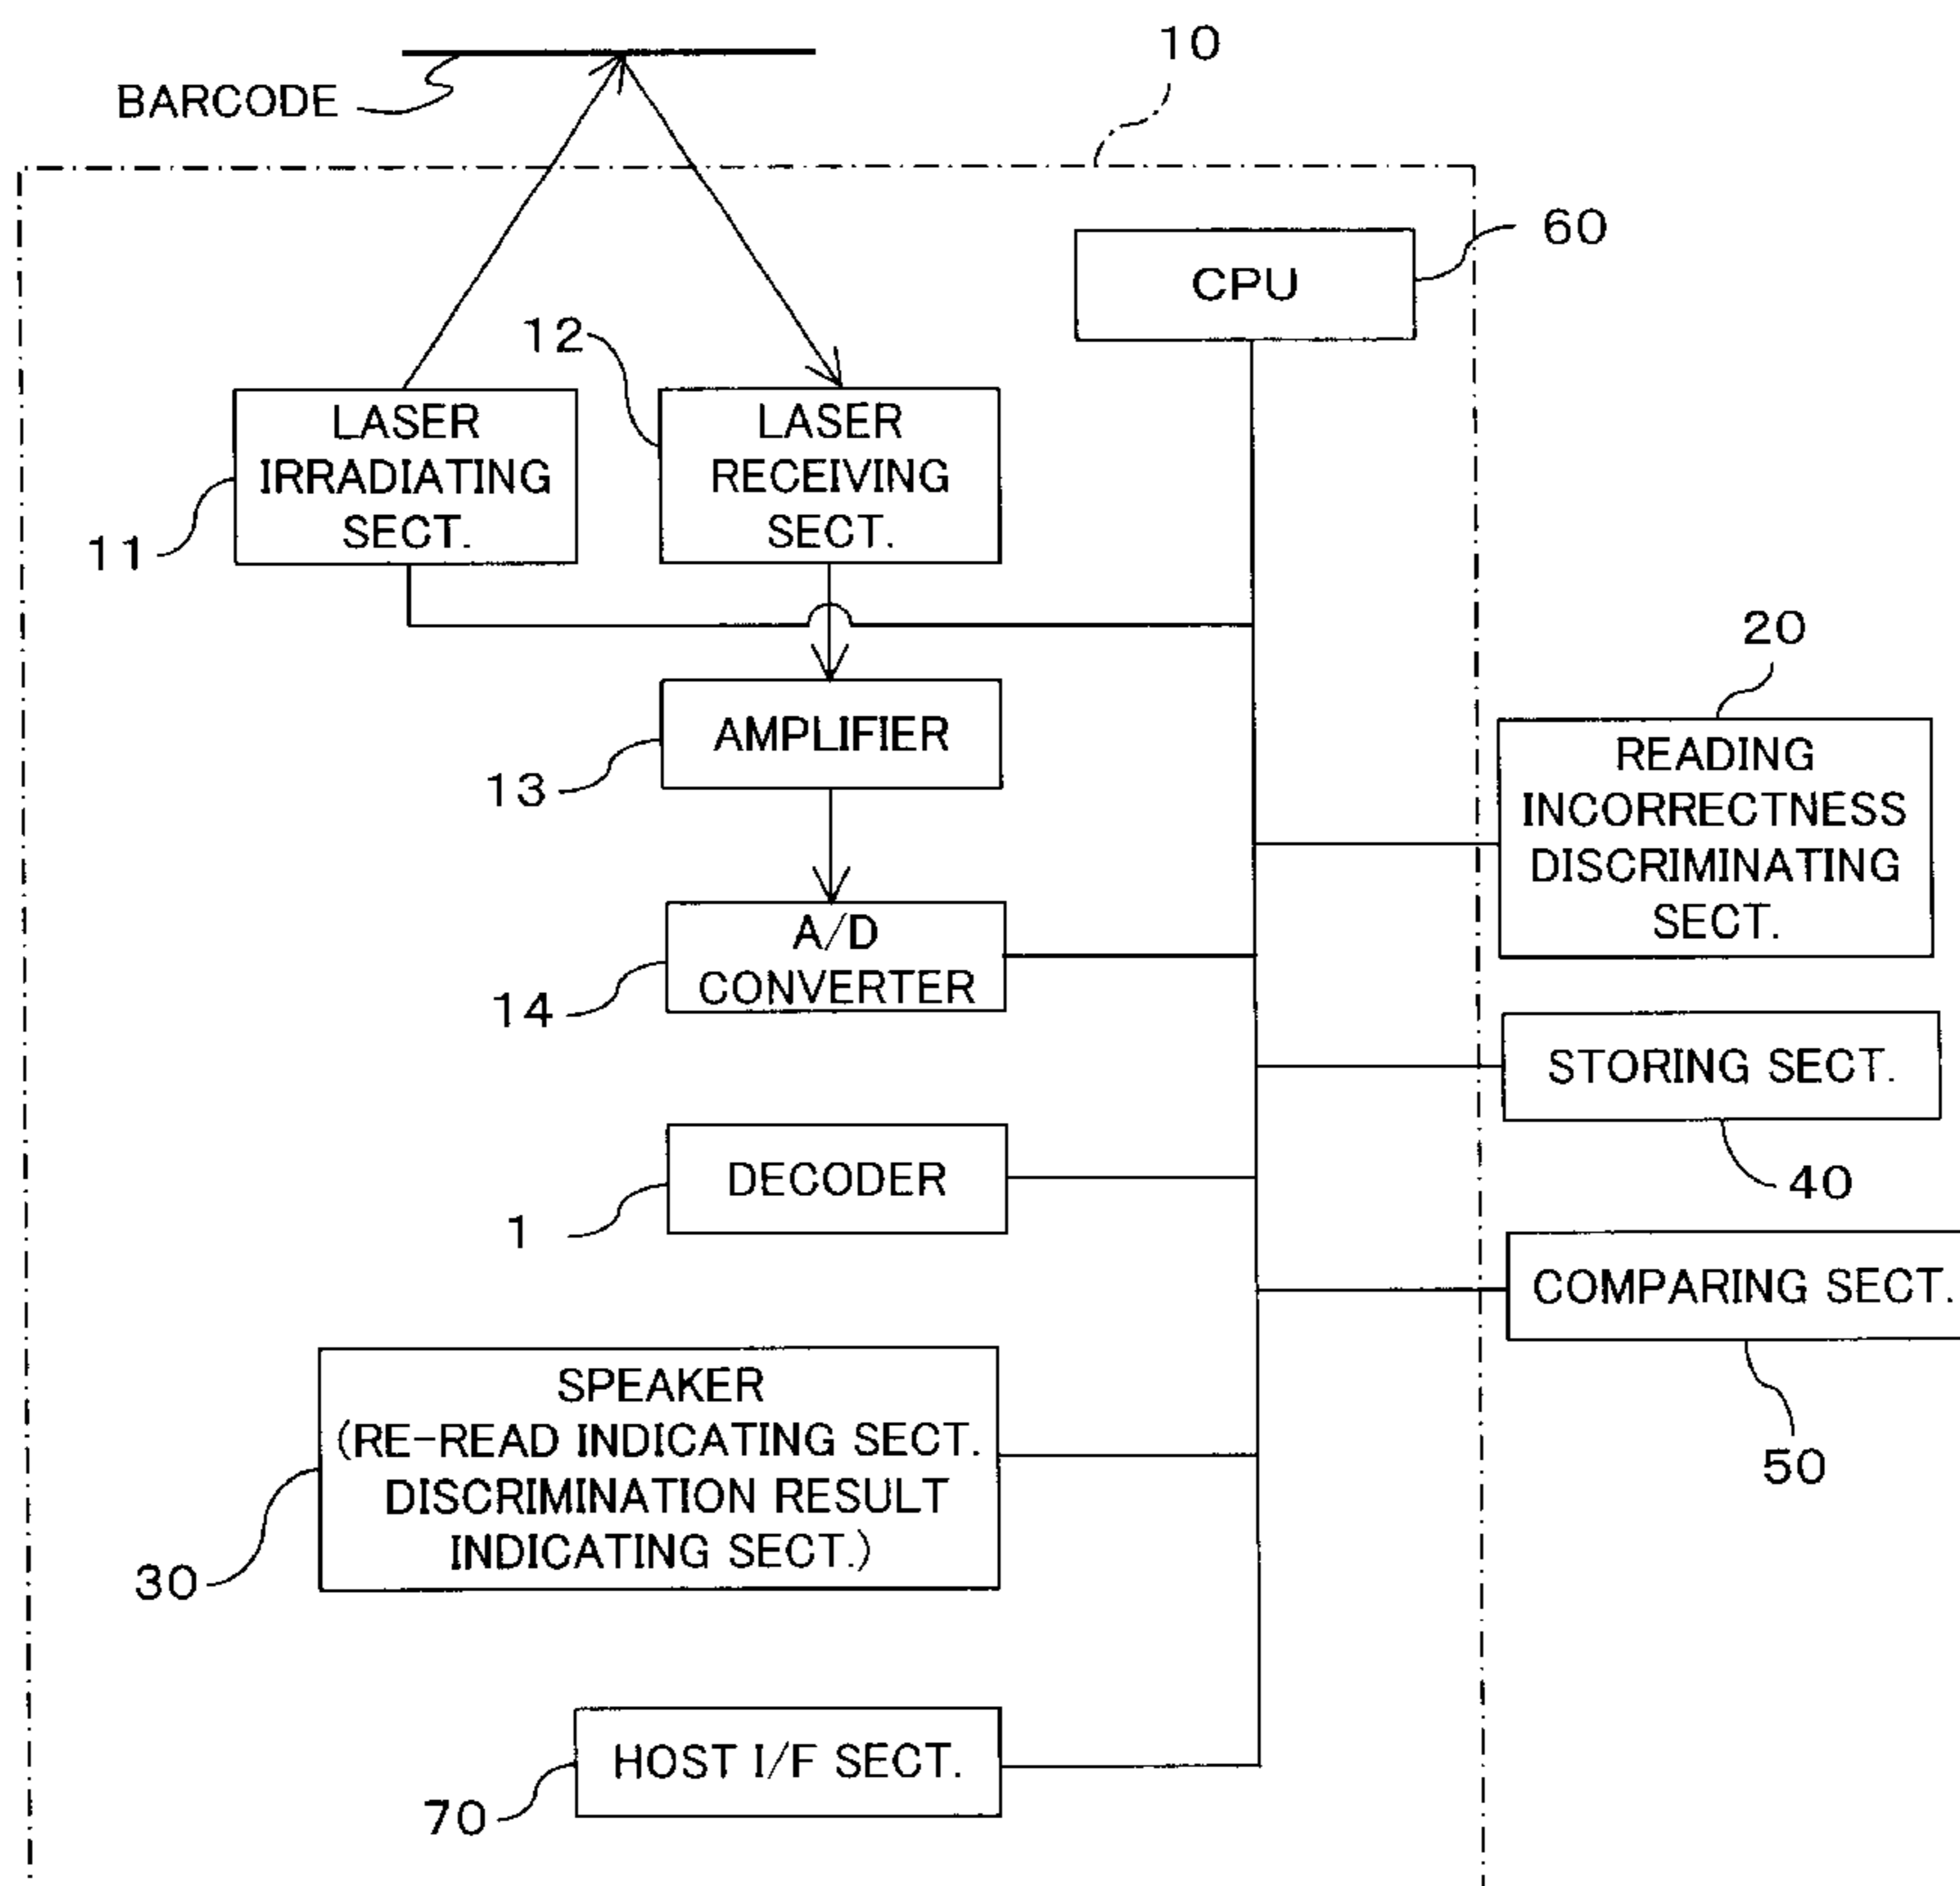 10
BARCODE
60
CPU
12
LASER
IRRADIATING
SECT.
LASER
RECEIVING
SECT.
11
20
AMPLIFIER
13
READING
INCORRECTNESS
DISCRIMINATING
SECT.
A/D
CONVERTER
14
STORING SECT.
40
DECODER
1
COMPARING SECT.
50
SPEAKER
(RE-READ INDICATING SECT.
DISCRIMINATION RESULT
INDICATING SECT.)
30
HOST I/F SECT.
70